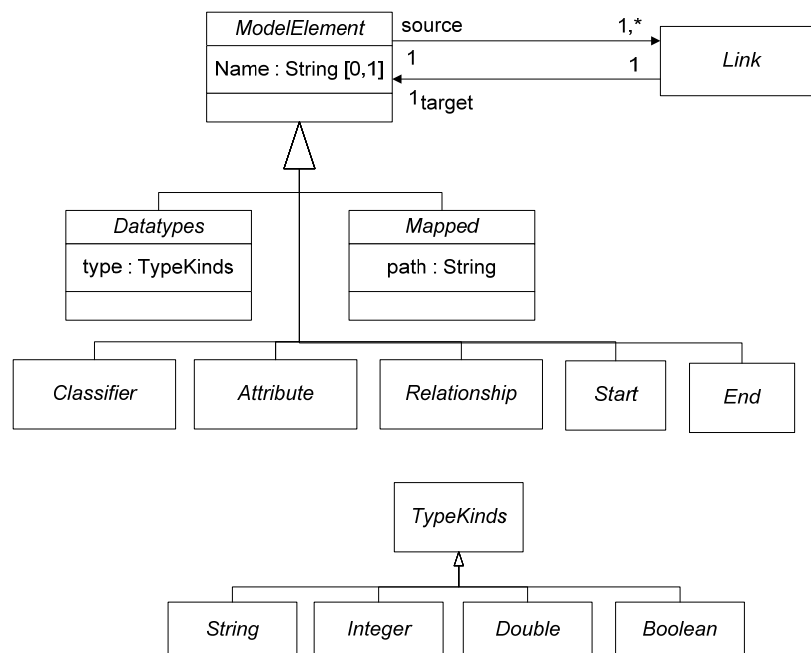 ModelElement
Name : String [0,1]
source
1,*
1
1
1
target
Link
Datatypes
type : TypeKinds
Mapped
path : String
Classifier
Attribute
Relationship
Start
End
TypeKinds
String
Integer
Double
Boolean